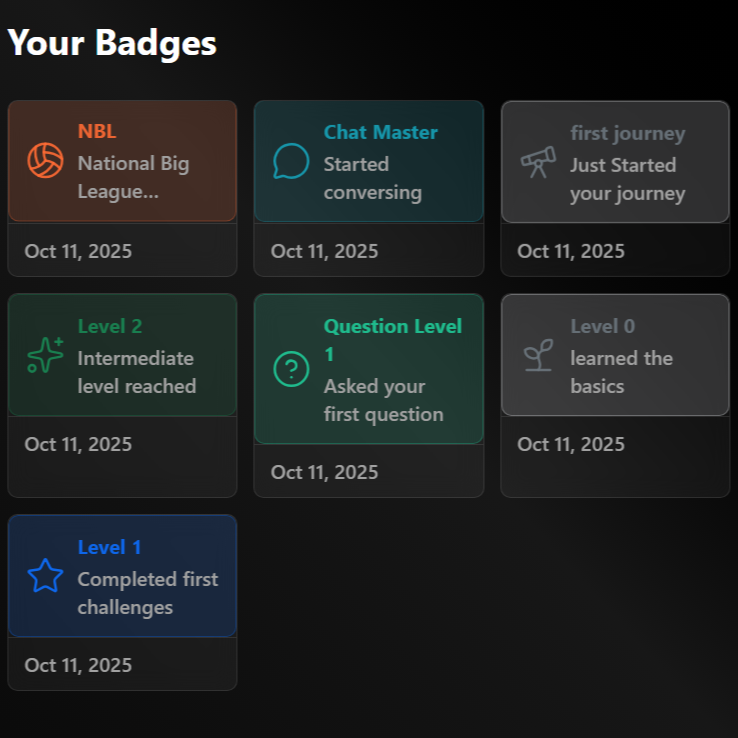 Your Badges
NBL
National Big
League...
Oct 11, 2025
Chat Master
Started
conversing
Oct 11, 2025
first journey
Just Started
your journey
Oct 11, 2025
Level 2
Intermediate
level reached
Oct 11, 2025
Question Level
1
Asked your
first question
Oct 11, 2025
Level 0
learned the
basics
Oct 11, 2025
Level 1
Completed first
challenges
Oct 11, 2025